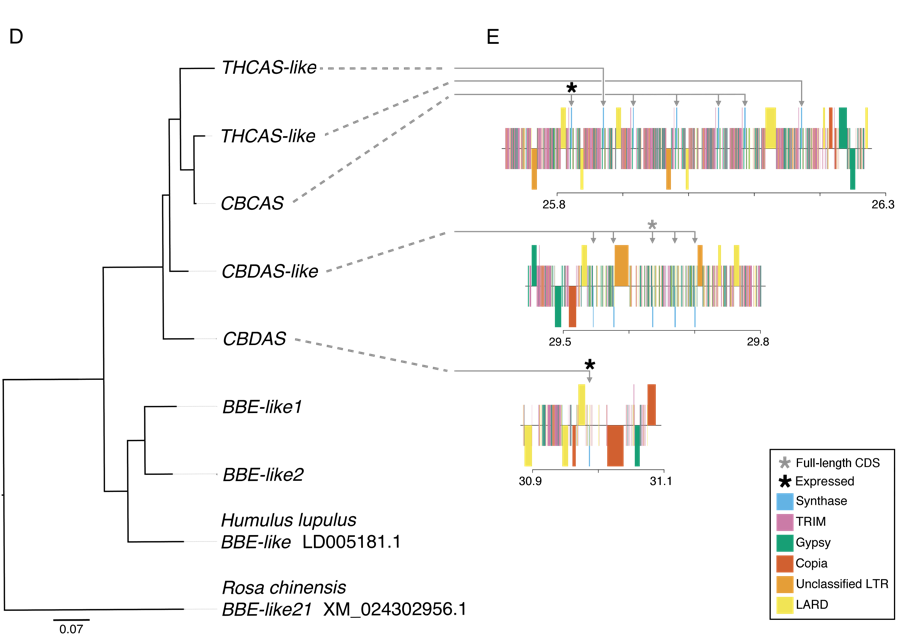 D
E
THCAS-like
THCAS-like
CBCAS
CBDAS-like
CBDAS
BBE-like1
BBE-like2
Humulus lupulus
BBE-like LD005181.1
Rosa chinensis
BBE-like21 XM_024302956.1
0.07
*
25.8
26.3
*
29.5
29.8
*
30.9
31.1
* Full-length CDS
* Expressed
Synthase
TRIM
Gypsy
Copia
Unclassified LTR
LARD